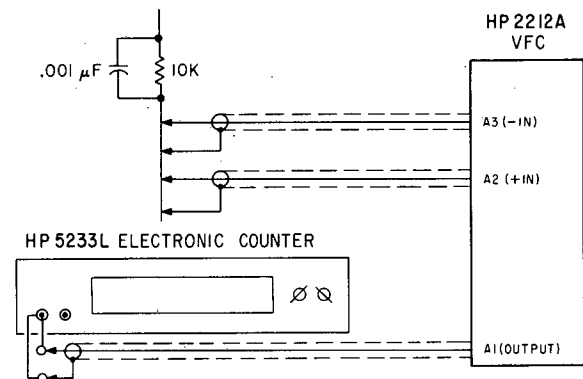 HP 2212A
VFC
.001 μF
10K
A3 (-IN)
A2 (+IN)
HP 5233L ELECTRONIC COUNTER
A1 (OUTPUT)